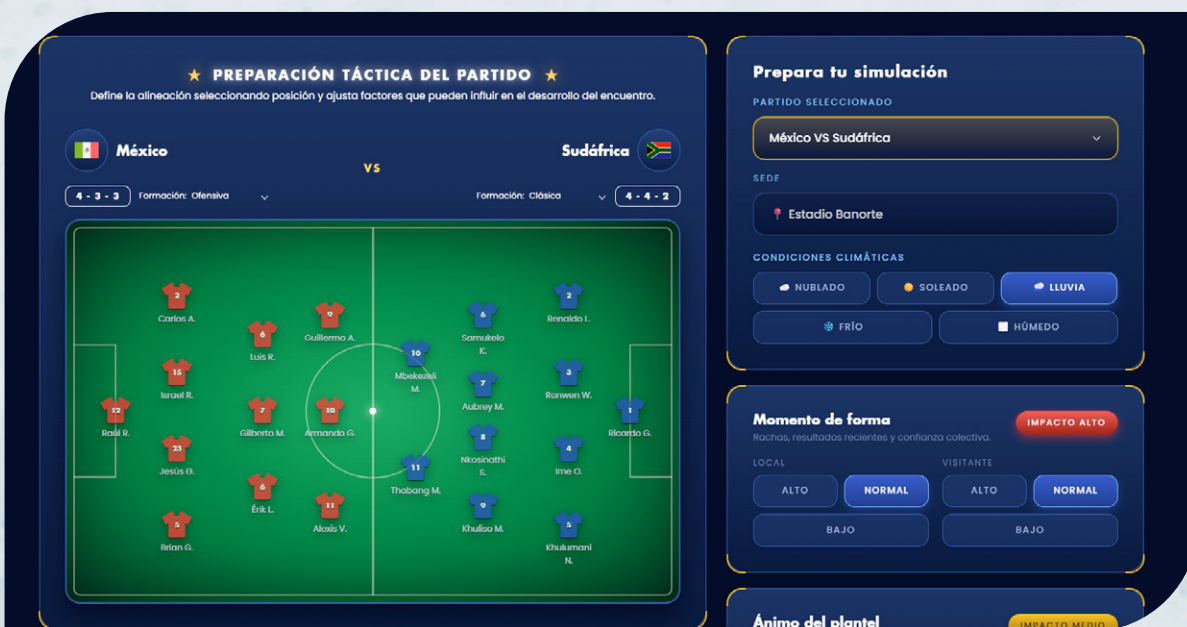 PREPARACIÓN TÁCTICA DEL PARTIDO
Define la alineación seleccionando posición y ajusta factores que pueden influir en el desarrollo del encuentro.
México
VS
Sudáfrica
4 - 3 - 3
Formación: Ofensiva
Formación: Clásica
4 - 4 - 2
2
Carlos A.
15
Israel R.
12
Raúl R.
23
Jesús G.
5
Brian G.
6
Luis R.
7
Gilberto M.
6
Érik L.
9
Guillermo A.
10
Armando G.
11
Alexis V.
10
Mbekezeli
M.
11
Thabang M.
6
Samukelo
K.
7
Aubrey M.
8
Nkosinathi
S.
9
Khuliso M.
2
Renaldo L.
3
Ronwen W.
4
Ime O.
5
Khulumani
N.
1
Ricardo G.
Prepara tu simulación
PARTIDO SELECCIONADO
México VS Sudáfrica
SEDE
Estadio Banorte
CONDICIONES CLIMÁTICAS
NUBLADO
SOLEADO
LLUVIA
FRÍO
HÚMEDO
Momento de forma
IMPACTO ALTO
Rachas, resultados recientes y confianza colectiva.
LOCAL
VISITANTE
ALTO
NORMAL
ALTO
NORMAL
BAJO
BAJO
Ánimo del plantel
IMPACTO MEDIO